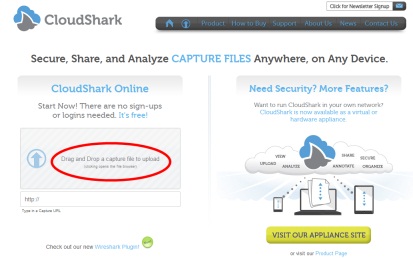 Click for Newsletter Signup
CloudShark
Product How to Buy Support About Us News Contact Us
Secure, Share, and Analyze CAPTURE FILES Anywhere, on Any Device.
CloudShark Online
Start Now! There are no sign-ups
or logins needed. It's free!
Drag and Drop a capture file to upload
http://
Type in a Capture URL
Check out our new Wireshark Plugin!
Need Security? More Features?
Want to run CloudShark in your own network?
CloudShark is now available as a virtual or
hardware appliance.
VIEW SHARE SECURE
UPLOAD ANALYZE ANNOTATE ORGANIZE
VISIT OUR APPLIANCE SITE
or visit our Product Page